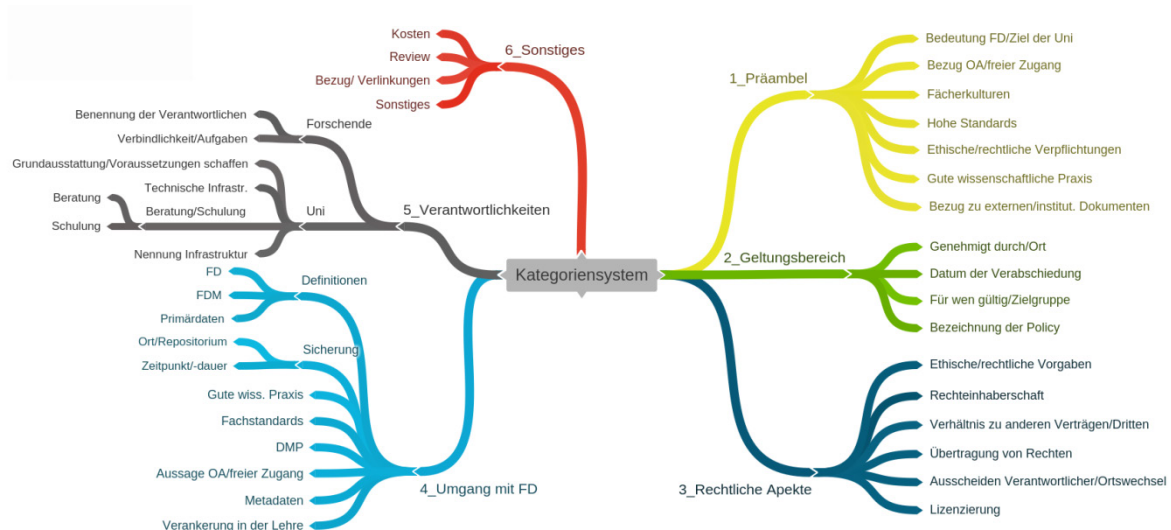 Kategoriensystem
1_Präambel
Bedeutung FD/Ziel der Uni
Bezug OA/freier Zugang
Fächerkulturen
Hohe Standards
Ethische/rechtliche Verpflichtungen
Gute wissenschaftliche Praxis
Bezug zu externen/institut. Dokumenten
2_Geltungsbereich
Genehmigt durch/Ort
Datum der Verabschiedung
Für wen gültig/Zielgruppe
Bezeichnung der Policy
3_Rechtliche Apekte
Ethische/rechtliche Vorgaben
Rechteinhaberschaft
Verhältnis zu anderen Verträgen/Dritten
Übertragung von Rechten
Ausscheiden Verantwortlicher/Ortswechsel
Lizenzierung
4_Umgang mit FD
Definitionen
FD
FDM
Primärdaten
Sicherung
Ort/Repositorium
Zeitpunkt/-dauer
Gute wiss. Praxis
Fachstandards
DMP
Aussage OA/freier Zugang
Metadaten
Verankerung in der Lehre
5_Verantwortlichkeiten
Forschende
Benennung der Verantwortlichen
Verbindlichkeit/Aufgaben
Uni
Grundausstattung/Voraussetzungen schaffen
Technische Infrastr.
Beratung/Schulung
Beratung
Schulung
Nennung Infrastruktur
6_Sonstiges
Kosten
Review
Bezug/ Verlinkungen
Sonstiges